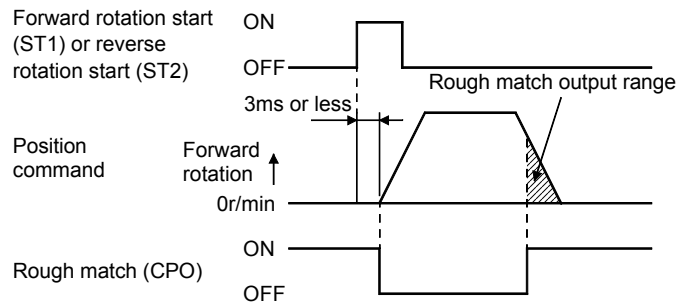 Forward rotation start
(ST1) or reverse
rotation start (ST2)
ON
OFF
Rough match output range
3ms or less
Position
command
Forward
rotation
0r/min
Rough match (CPO)
ON
OFF